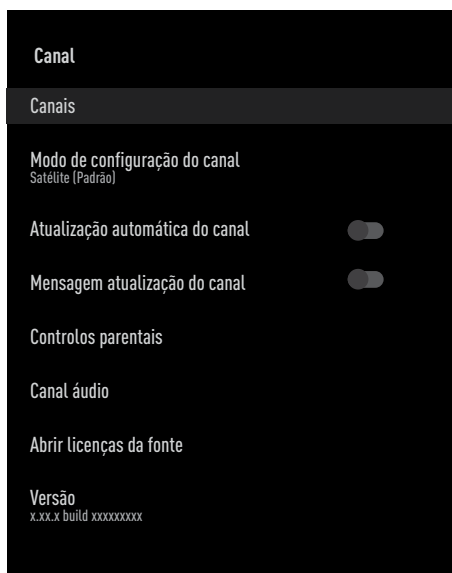 Canal
Canais
Modo de configuração do canal
Satélite (Padrão)
Atualização automática do canal
Mensagem atualização do canal
Controlos parentais
Canal áudio
Abrir licenças da fonte
Versão
x.xx.x build xxxxxxxxx